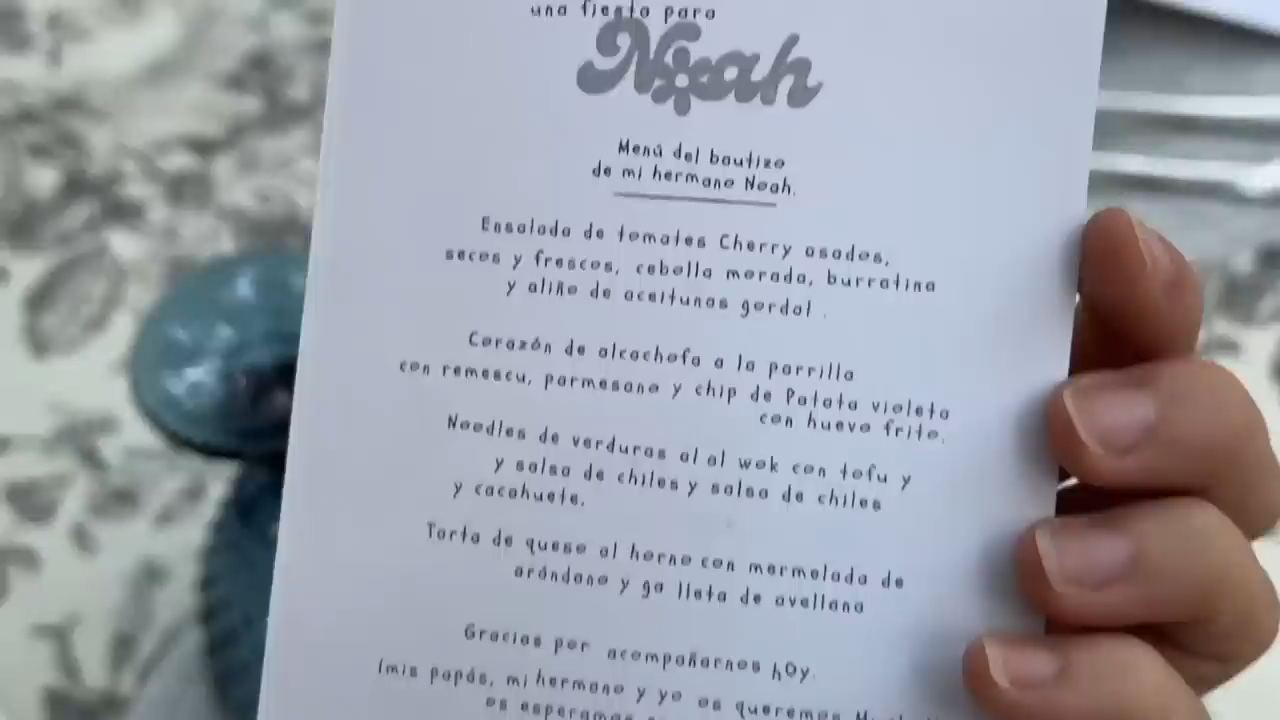 una fiesta para
Noah
Menú del bautizo
de mi hermano Noah.
Ensalada de tomates Cherry asados,
secos y frescos, cebolla morada, burratina
y aliño de aceitunas gordal .
Corazón de alcachofa a la parrilla
con romescu, parmesano y chip de Patata violeta
con huevo frito.
Noodles de verduras al al wok con tofu y
y salsa de chiles y salsa de chiles
y cacahuete.
Tarta de queso al horno con mermelada de
arándano y ga lleta de avellana
Gracias por acompañarnos hoy.
¡mis papás, mi hermano y yo os queremos
os esperamos